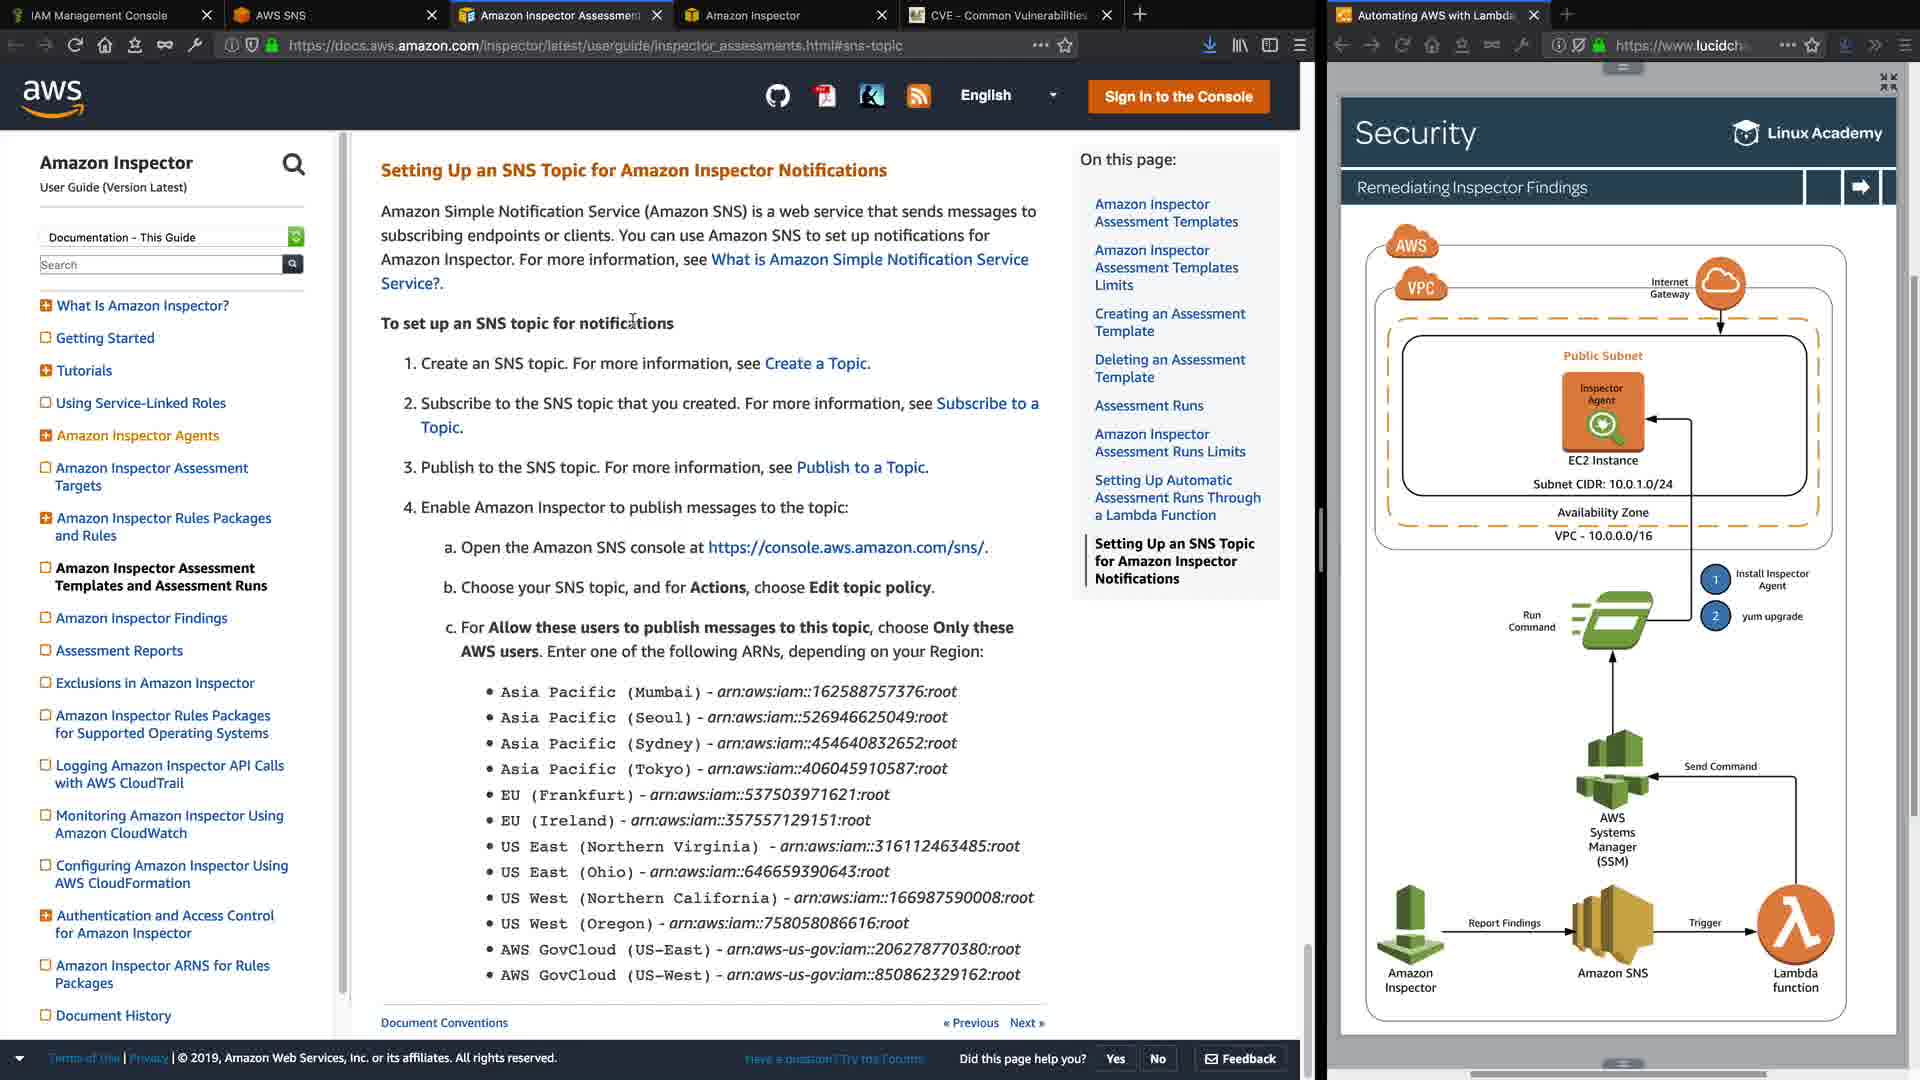 IAM Management Console
AWS SNS
Amazon Inspector Assessment
Amazon Inspector
CVE - Common Vulnerabilities
Automating AWS with Lambda
https://docs.aws.amazon.com/inspector/latest/userguide/inspector_assessments.html#sns-topic
https://www.lucidch
aws
English
Sign In to the Console
Amazon Inspector
User Guide (Version Latest)
Documentation - This Guide
Search
What Is Amazon Inspector?
Getting Started
Tutorials
Using Service-Linked Roles
Amazon Inspector Agents
Amazon Inspector Assessment
Targets
Amazon Inspector Rules Packages
and Rules
Amazon Inspector Assessment
Templates and Assessment Runs
Amazon Inspector Findings
Assessment Reports
Exclusions in Amazon Inspector
Amazon Inspector Rules Packages
for Supported Operating Systems
Logging Amazon Inspector API Calls
with AWS CloudTrail
Monitoring Amazon Inspector Using
Amazon CloudWatch
Configuring Amazon Inspector Using
AWS CloudFormation
Authentication and Access Control
for Amazon Inspector
Amazon Inspector ARNS for Rules
Packages
Document History
Setting Up an SNS Topic for Amazon Inspector Notifications
Amazon Simple Notification Service (Amazon SNS) is a web service that sends messages to
subscribing endpoints or clients. You can use Amazon SNS to set up notifications for
Amazon Inspector. For more information, see What is Amazon Simple Notification Service
Service?.
To set up an SNS topic for notifications
1. Create an SNS topic. For more information, see Create a Topic.
2. Subscribe to the SNS topic that you created. For more information, see Subscribe to a
Topic.
3. Publish to the SNS topic. For more information, see Publish to a Topic.
4. Enable Amazon Inspector to publish messages to the topic:
a. Open the Amazon SNS console at https://console.aws.amazon.com/sns/.
b. Choose your SNS topic, and for Actions, choose Edit topic policy.
c. For Allow these users to publish messages to this topic, choose Only these
AWS users. Enter one of the following ARNs, depending on your Region:
• Asia Pacific (Mumbai) - arn:aws:iam::162588757376:root
• Asia Pacific (Seoul) - arn:aws:iam::526946625049:root
• Asia Pacific (Sydney) - arn:aws:iam::454640832652:root
• Asia Pacific (Tokyo) - arn:aws:iam::406045910587:root
• EU (Frankfurt) - arn:aws:iam::537503971621:root
• EU (Ireland) - arn:aws:iam::357557129151:root
• US East (Northern Virginia) - arn:aws:iam::316112463485:root
• US East (Ohio) - arn:aws:iam::646659390643:root
• US West (Northern California) - arn:aws:iam::166987590008:root
• US West (Oregon) - arn:aws:iam::758058086616:root
• AWS GovCloud (US-East) - arn:aws-us-gov:iam::206278770380:root
• AWS GovCloud (US-West) - arn:aws-us-gov:iam::850862329162:root
Document Conventions
« Previous Next »
On this page:
Amazon Inspector
Assessment Templates
Amazon Inspector
Assessment Templates
Limits
Creating an Assessment
Template
Deleting an Assessment
Template
Assessment Runs
Amazon Inspector
Assessment Runs Limits
Setting Up Automatic
Assessment Runs Through
a Lambda Function
Setting Up an SNS Topic
for Amazon Inspector
Notifications
Terms of Use | Privacy | © 2019, Amazon Web Services, Inc. or its affiliates. All rights reserved.
Have a question? Try the Forums.
Did this page help you?
Yes
No
Feedback
Security
Linux Academy
Remediating Inspector Findings
AWS
VPC
Internet
Gateway
Public Subnet
Inspector
Agent
EC2 Instance
Subnet CIDR: 10.0.1.0/24
Availability Zone
VPC - 10.0.0.0/16
1
Install Inspector
Agent
Run
Command
2
yum upgrade
AWS
Systems
Manager
(SSM)
Send Command
Report Findings
Trigger
Amazon
Inspector
Amazon SNS
Lambda
function